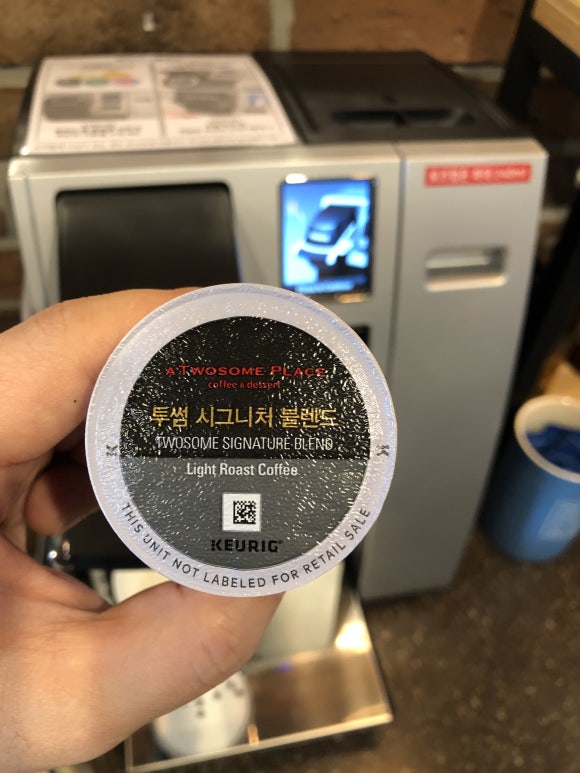 A TWOSOME PLACE
coffee & dessert
투썸 시그니처 블렌드
TWOSOME SIGNATURE BLEND
Light Roast Coffee
KEURIG
THIS UNIT NOT LABELED FOR RETAIL SALE
K
K